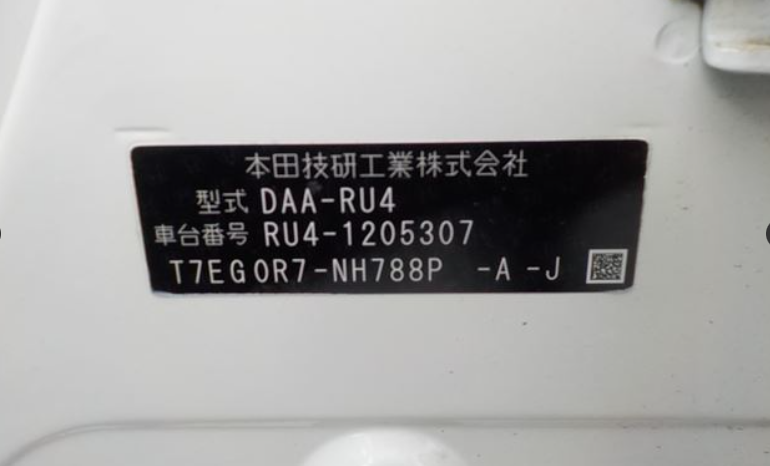 本田技研工業株式会社
型式 DAA-RU4
車台番号 RU4-1205307
T7EG0R7-NH788P -A -J